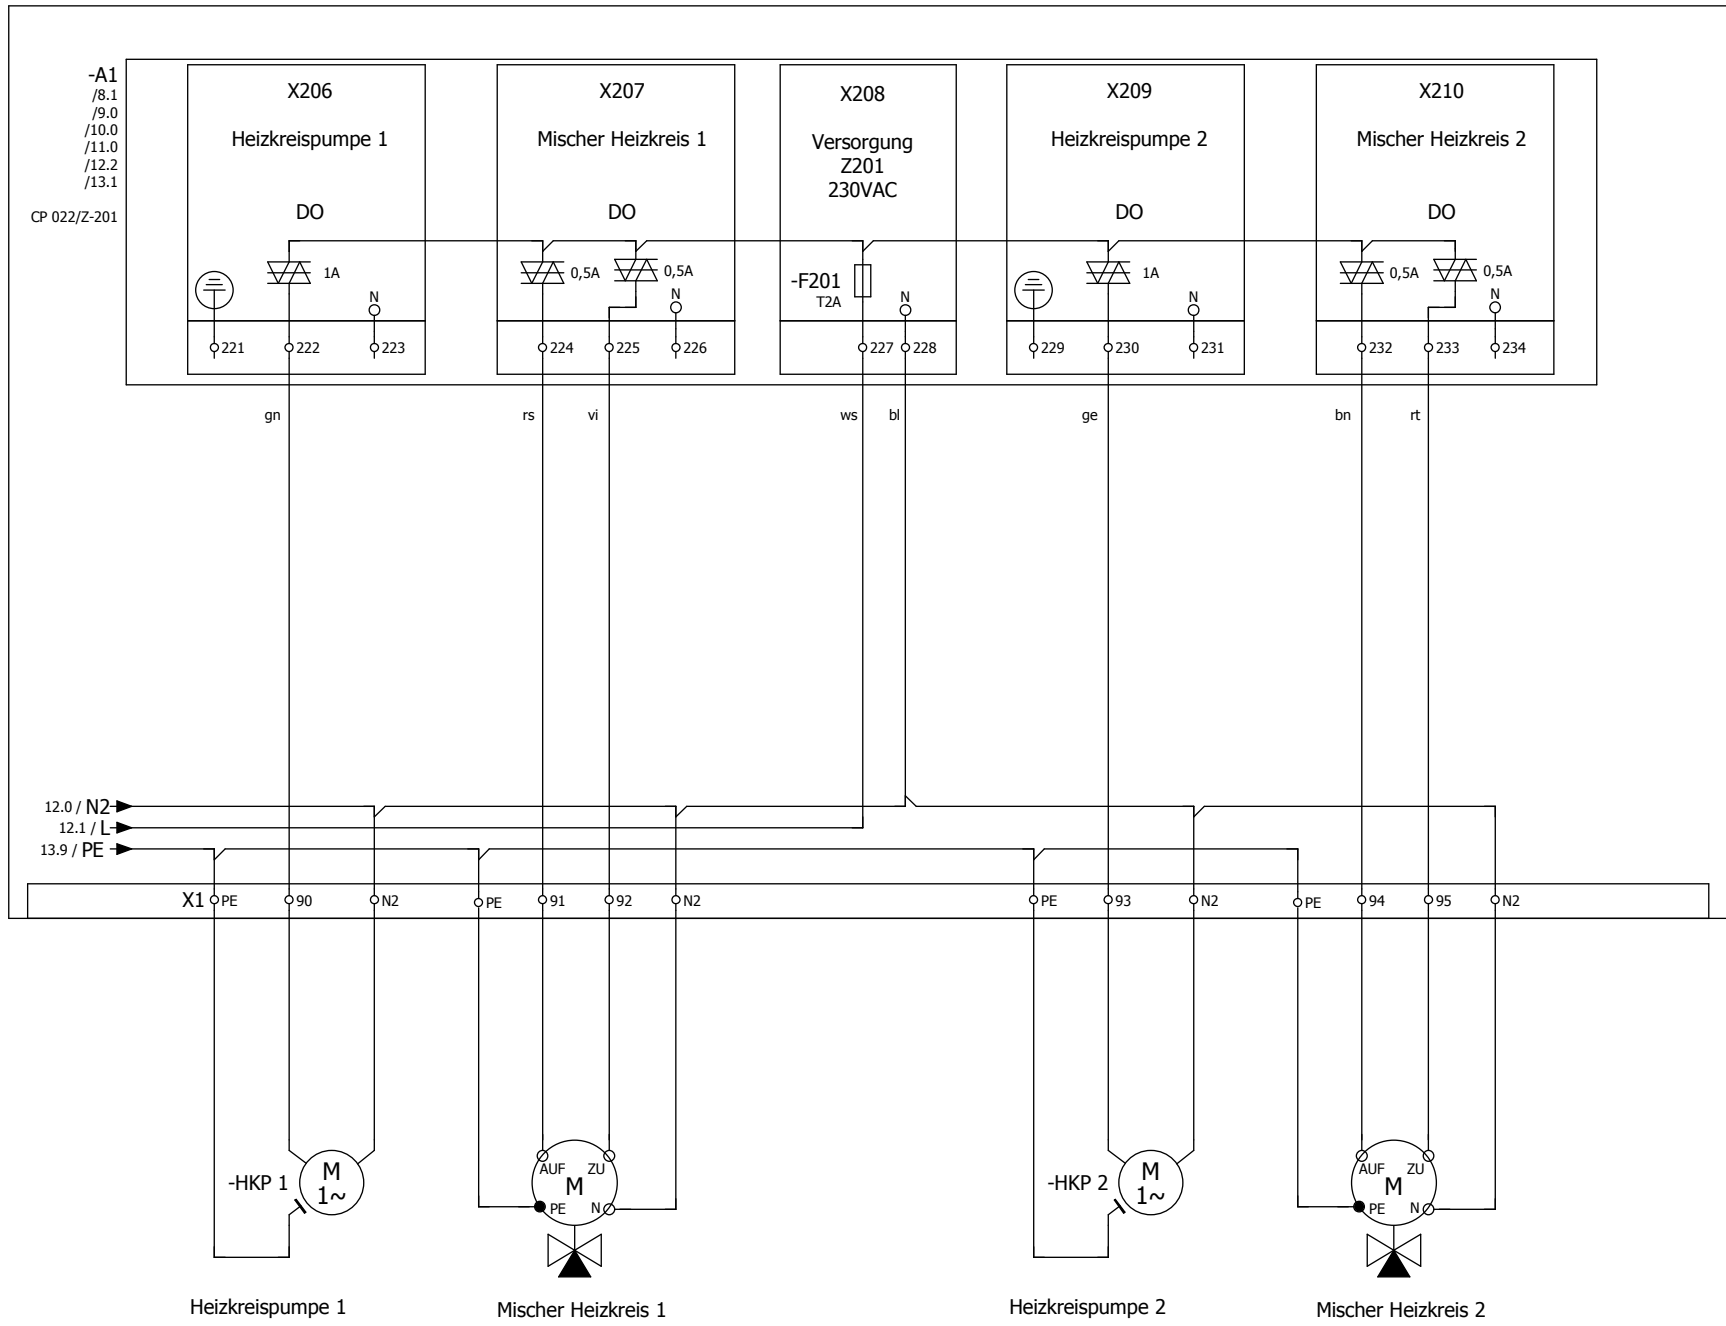 -A1
/8.1
/9.0
/10.0
/11.0
/12.2
/13.1
CP 022/Z-201
X206
Heizkreispumpe 1
DO
1A
N
221
222
223
X207
Mischer Heizkreis 1
DO
0,5A
0,5A
N
224
225
226
X208
Versorgung
Z201
230VAC
-F201
T2A
N
227
228
X209
Heizkreispumpe 2
DO
1A
N
229
230
231
X210
Mischer Heizkreis 2
DO
0,5A
0,5A
N
232
233
234
gn
rs
vi
ws
bl
ge
bn
rt
12.0 / N2
12.1 / L
13.9 / PE
X1
PE
90
N2
PE
91
92
N2
PE
93
N2
PE
94
95
N2
-HKP 1
M
1~
AUF
ZU
M
PE
N
-HKP 2
M
1~
AUF
ZU
M
PE
N
Heizkreispumpe 1
Mischer Heizkreis 1
Heizkreispumpe 2
Mischer Heizkreis 2